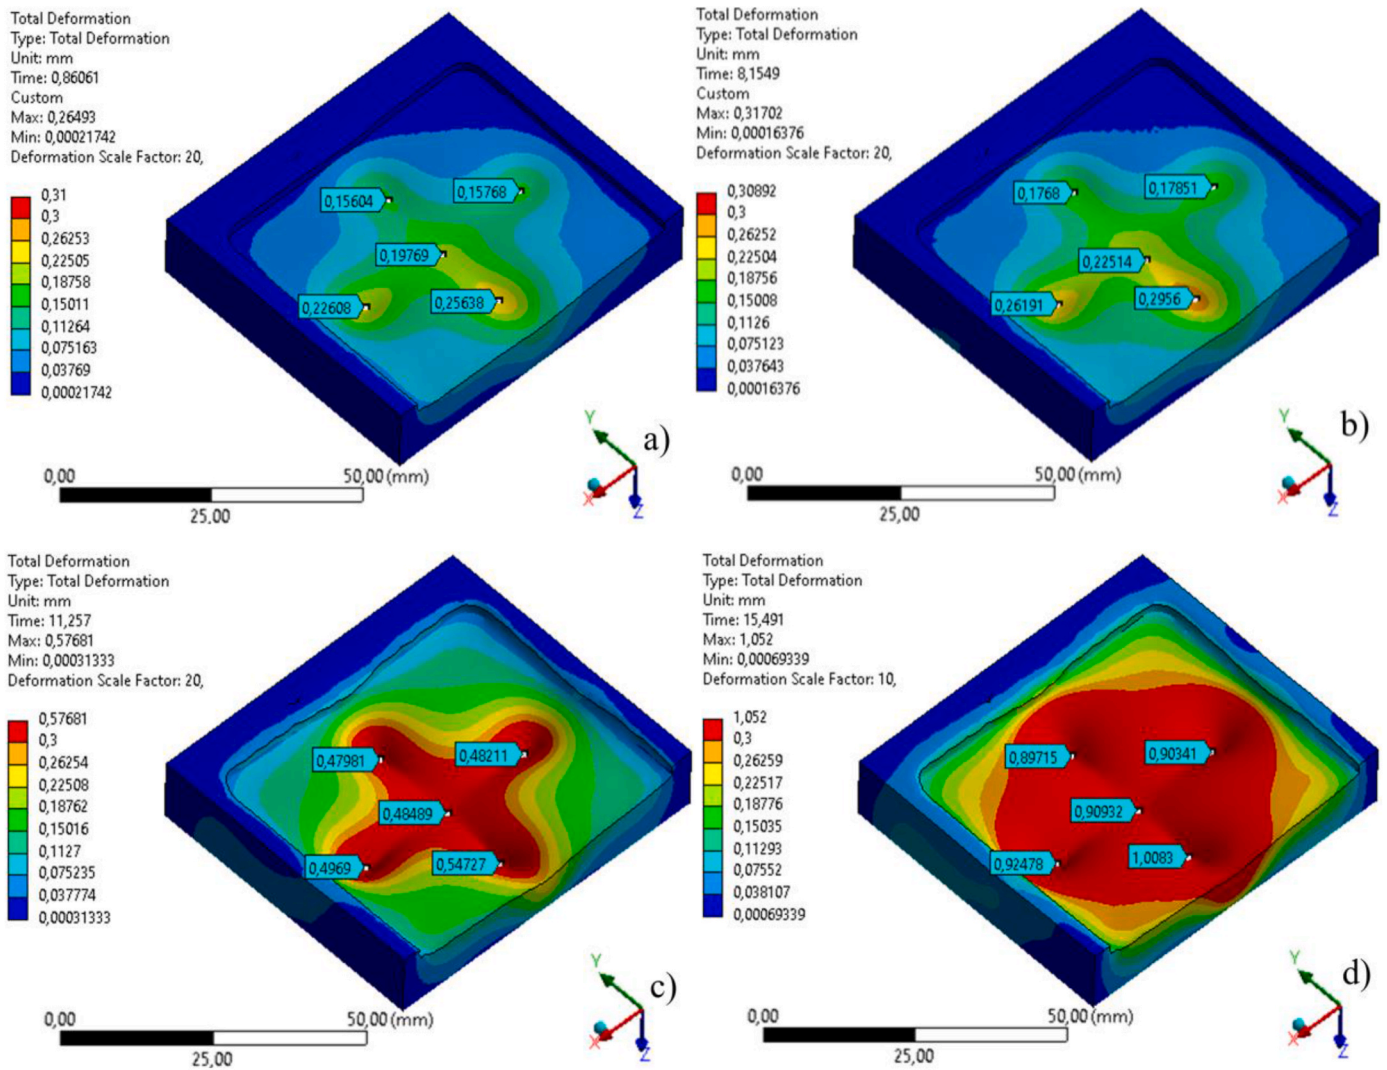 Total Deformation
Type: Total Deformation
Unit: mm
Time: 0,86061
Custom
Max: 0,26493
Min: 0,00021742
Deformation Scale Factor: 20,
0,31
0,3
0,26253
0,22505
0,18758
0,15011
0,11264
0,075163
0,03769
0,00021742
0,15604
0,15768
0,19769
0,22608
0,25638
Y
X
Z
a)
0,00
50,00 (mm)
25,00
Total Deformation
Type: Total Deformation
Unit: mm
Time: 8,1549
Custom
Max: 0,31702
Min: 0,00016376
Deformation Scale Factor: 20,
0,30892
0,3
0,26252
0,22504
0,18756
0,15008
0,1126
0,075123
0,037643
0,00016376
0,1768
0,17851
0,22514
0,26191
0,2956
Y
X
Z
b)
0,00
50,00 (mm)
25,00
Total Deformation
Type: Total Deformation
Unit: mm
Time: 11,257
Max: 0,57681
Min: 0,00031333
Deformation Scale Factor: 20,
0,57681
0,3
0,26254
0,22508
0,18762
0,15016
0,1127
0,075235
0,037774
0,00031333
0,47981
0,48211
0,48489
0,4969
0,54727
Y
X
Z
c)
0,00
50,00 (mm)
25,00
Total Deformation
Type: Total Deformation
Unit: mm
Time: 15,491
Max: 1,052
Min: 0,00069339
Deformation Scale Factor: 10,
1,052
0,3
0,26259
0,22517
0,18776
0,15035
0,11293
0,07552
0,038107
0,00069339
0,89715
0,90341
0,90932
0,92478
1,0083
Y
X
Z
d)
0,00
50,00 (mm)
25,00